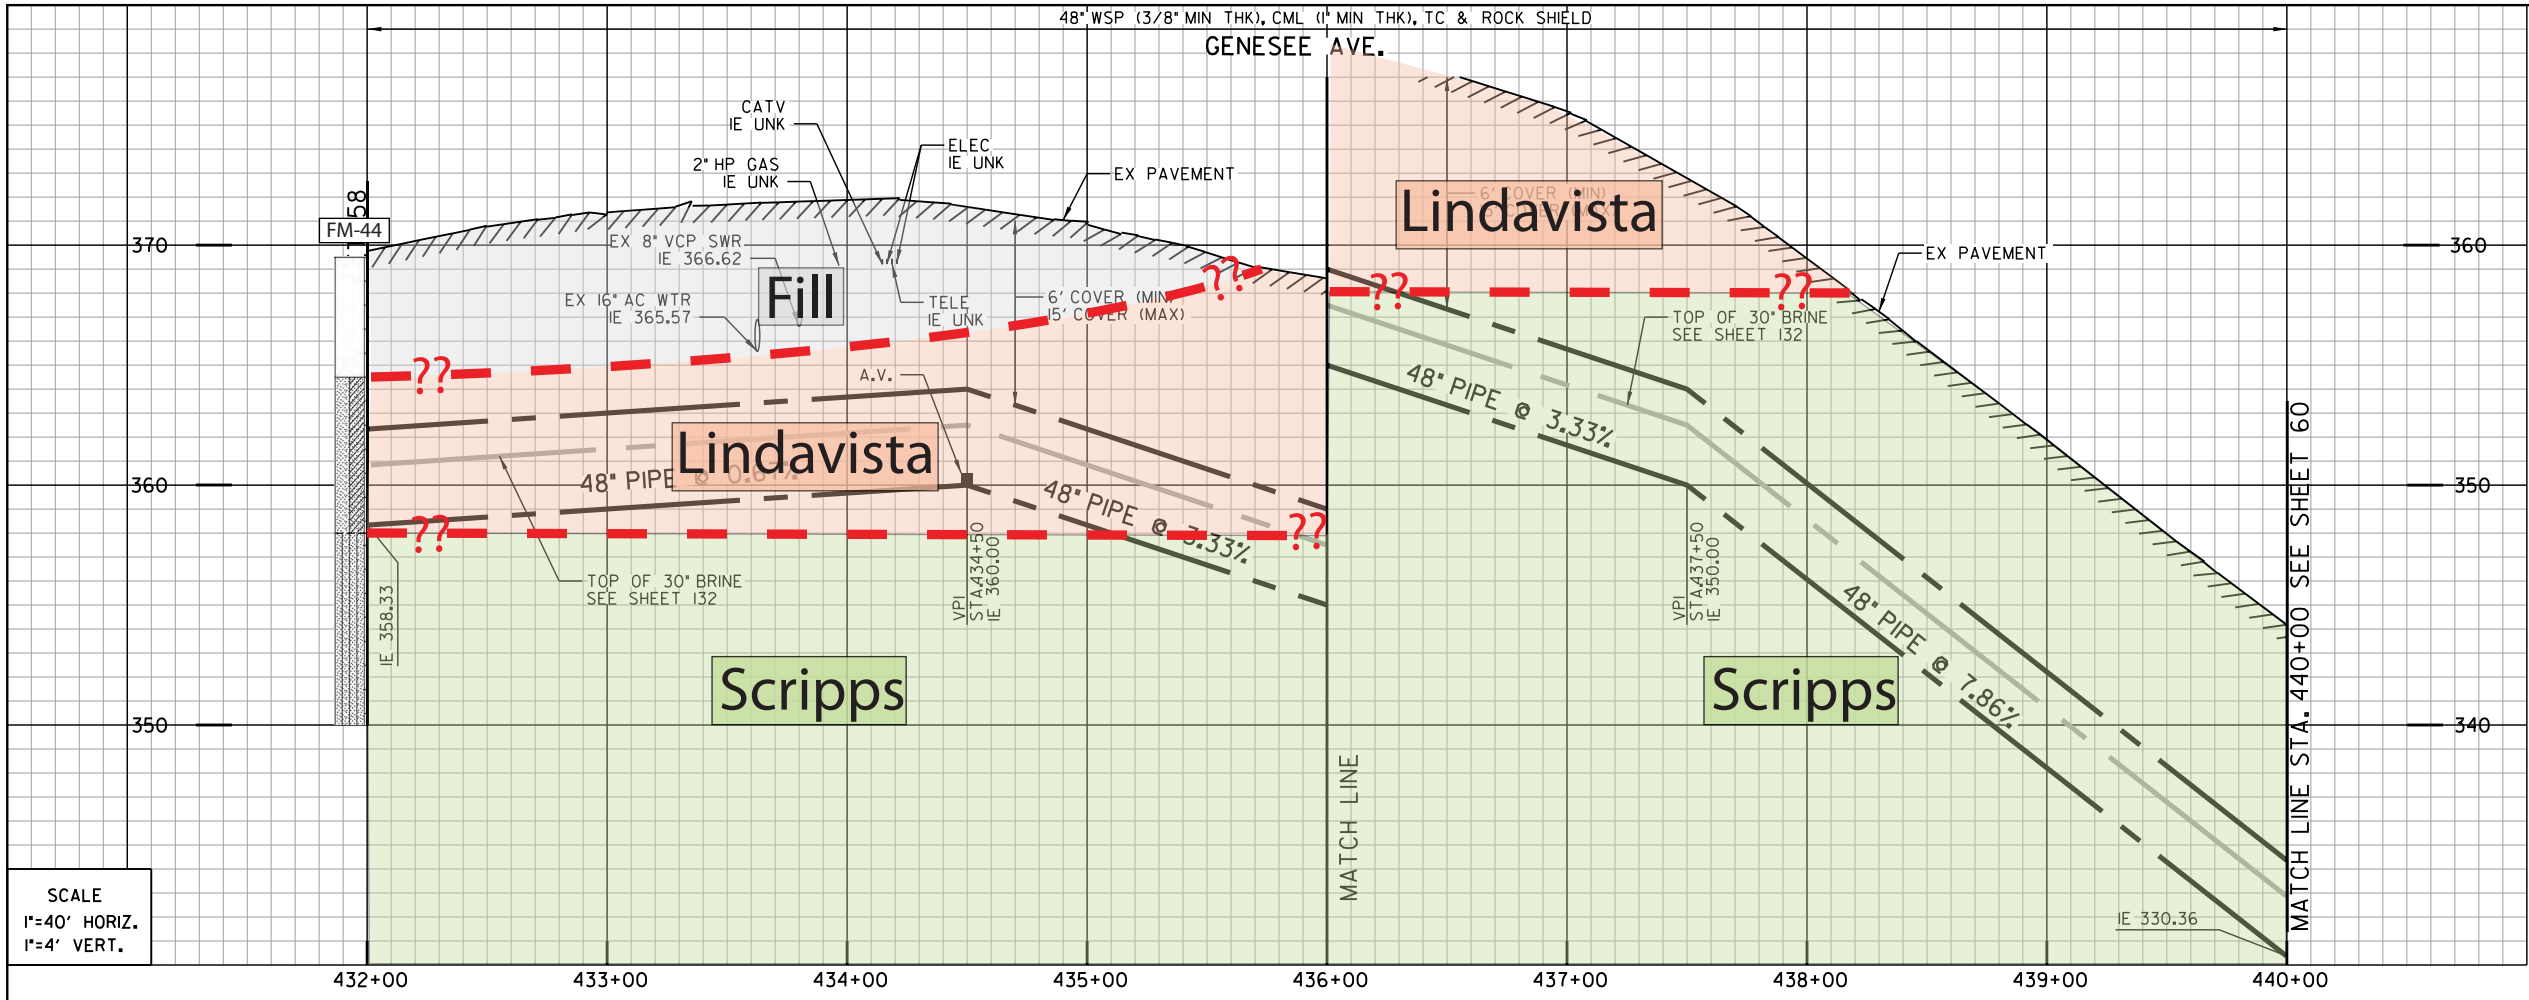 48" WSP (3/8" MIN THK), CML (1" MIN THK), TC & ROCK SHIELD
GENESEE AVE.
CATV
IE UNK
2" HP GAS
IE UNK
ELEC
IE UNK
EX PAVEMENT
58
FM-44
370
360
350
EX 8" VCP SWR
IE 366.62
Fill
EX 16" AC WTR
IE 365.57
TELE
IE UNK
6' COVER (MIN)
15' COVER (MAX)
??
??
A.V.
Lindavista
48" PIPE @ 0.67%
48" PIPE @ 3.33%
??
??
TOP OF 30" BRINE
SEE SHEET 132
IE 358.33
VPI
STA.434+50
IE 360.00
Scripps
6' COVER (MIN)
Lindavista
??
??
EX PAVEMENT
TOP OF 30" BRINE
SEE SHEET 132
48" PIPE @ 3.33%
VPI
STA.437+50
IE 350.00
48" PIPE @ 7.86%
Scripps
MATCH LINE
IE 330.36
MATCH LINE STA. 440+00 SEE SHEET 60
360
350
340
SCALE
1"=40' HORIZ.
1"=4' VERT.
432+00
433+00
434+00
435+00
436+00
437+00
438+00
439+00
440+00